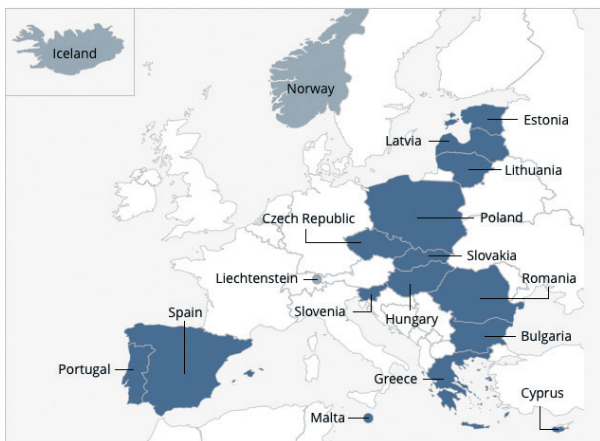 Iceland
Norway
Estonia
Latvia
Lithuania
Czech Republic
Poland
Slovakia
Liechtenstein
Romania
Slovenia
Spain
Hungary
Bulgaria
Portugal
Greece
Cyprus
Malta